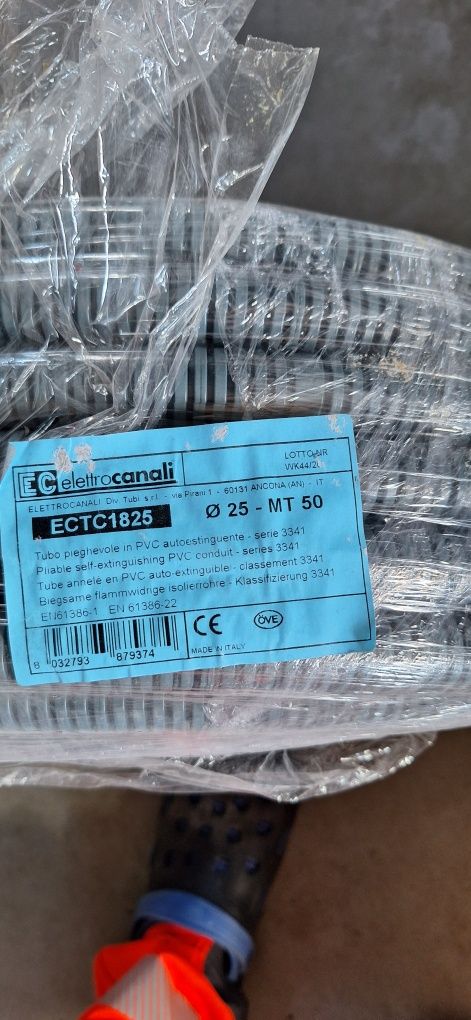 EC elettrocanali
LOTTO NR
WK44/20
ELETTROCANALI Div. Tubi s.r.l. - via Pirani 1 - 60131 ANCONA (AN) - IT
ECTC1825
Ø 25 - MT 50
Tubo pieghevole in PVC autoestinguente - serie 3341
Pliable self-extinguishing PVC conduit - series 3341
Tube annelé en PVC auto-extinguible - classement 3341
Biegsame flammwidrige isolierrohre - Klassifizierung 3341
EN61386-1 EN 61386-22
CE
ÖVE
8 032793 879374
MADE IN ITALY